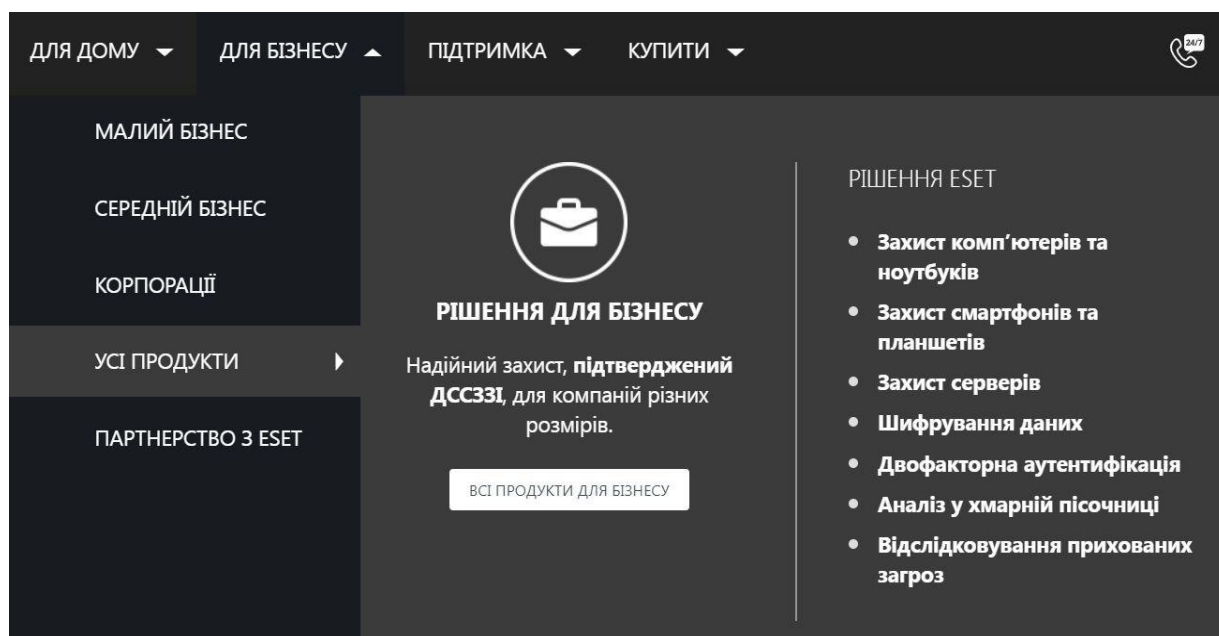 ДЛЯ ДОМУ ДЛЯ БІЗНЕСУ ПІДТРИМКА КУПИТИ
24/7
МАЛИЙ БІЗНЕС
СЕРЕДНІЙ БІЗНЕС
КОРПОРАЦІЇ
УСІ ПРОДУКТИ
ПАРТНЕРСТВО З ESET
РІШЕННЯ ДЛЯ БІЗНЕСУ
Надійний захист, підтверджений
ДССЗЗІ, для компаній різних
розмірів.
ВСІ ПРОДУКТИ ДЛЯ БІЗНЕСУ
РІШЕННЯ ESET
Захист комп’ютерів та
ноутбуків
Захист смартфонів та
планшетів
Захист серверів
Шифрування даних
Двофакторна аутентифікація
Аналіз у хмарній пісочниці
Відслідковування прихованих
загроз